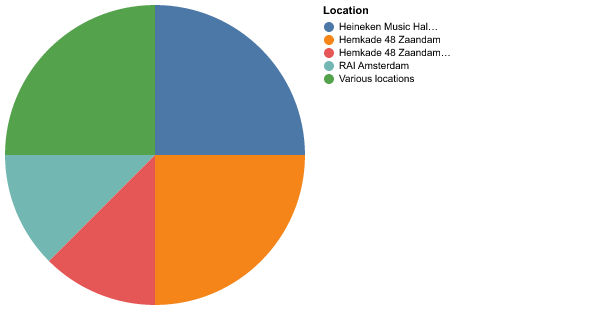 Location
Heineken Music Hal…
Hemkade 48 Zaandam
Hemkade 48 Zaandam…
RAI Amsterdam
Various locations